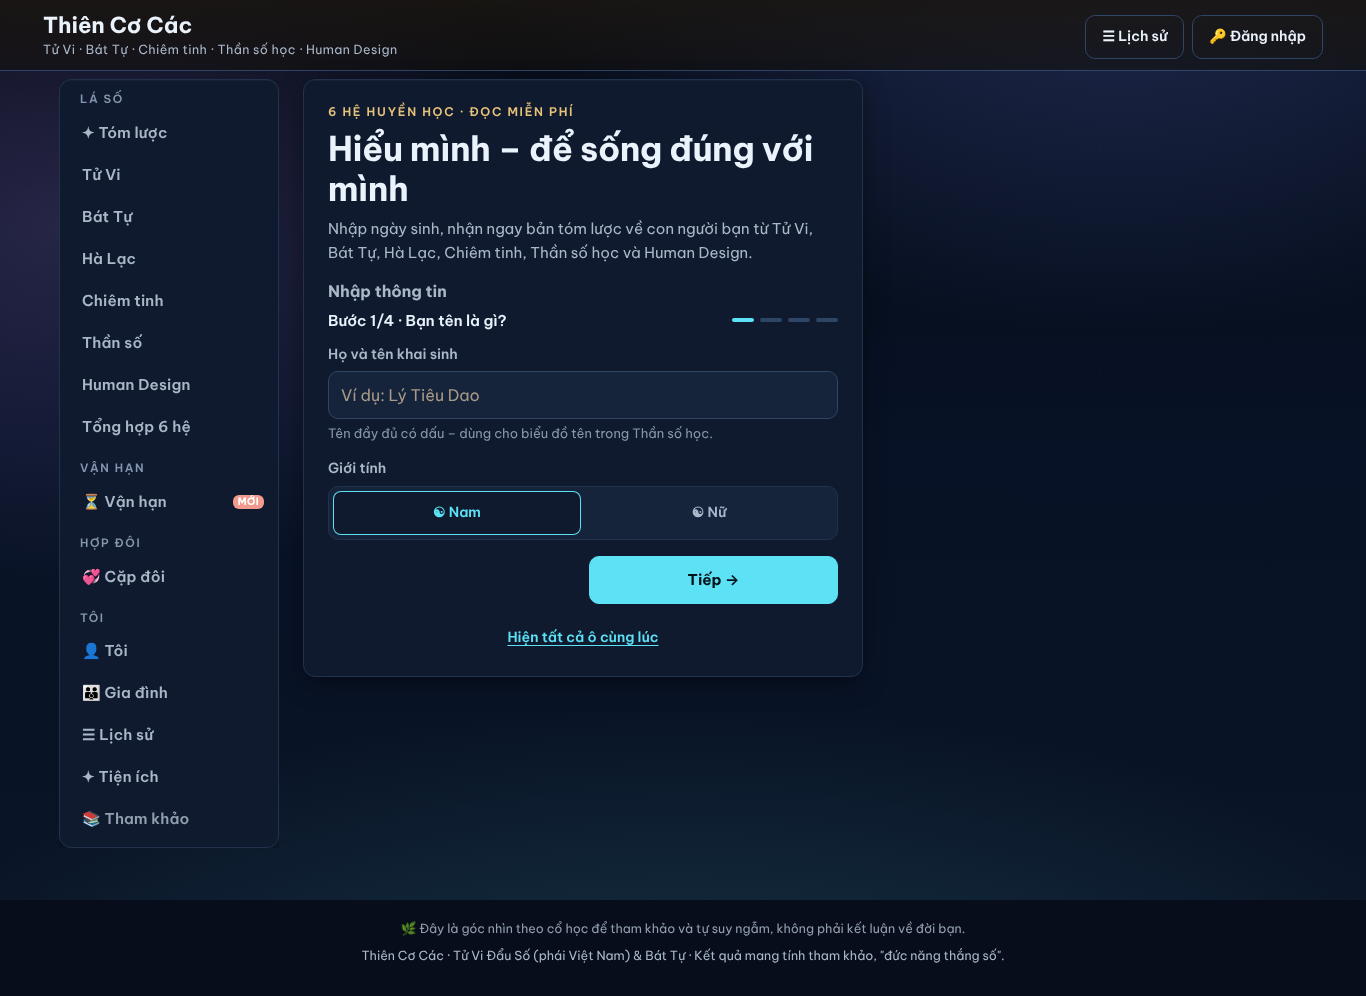 Thiên Cơ Các
Tử Vi · Bát Tự · Chiêm tinh · Thần số học · Human Design
☰ Lịch sử
🔑 Đăng nhập
LÁ SỐ
✦ Tóm lược
Tử Vi
Bát Tự
Hà Lạc
Chiêm tinh
Thần số
Human Design
Tổng hợp 6 hệ
VẬN HẠN
⏳ Vận hạn
MỚI
HỢP ĐÔI
💞 Cặp đôi
TÔI
👤 Tôi
👪 Gia đình
☰ Lịch sử
✦ Tiện ích
📚 Tham khảo
6 HỆ HUYỀN HỌC · ĐỌC MIỄN PHÍ
Hiểu mình – để sống đúng với
mình
Nhập ngày sinh, nhận ngay bản tóm lược về con người bạn từ Tử Vi,
Bát Tự, Hà Lạc, Chiêm tinh, Thần số học và Human Design.
Nhập thông tin
Bước 1/4 · Bạn tên là gì?
Họ và tên khai sinh
Ví dụ: Lý Tiêu Dao
Tên đầy đủ có dấu – dùng cho biểu đồ tên trong Thần số học.
Giới tính
☯ Nam
☯ Nữ
Tiếp →
Hiện tất cả ô cùng lúc
🌿 Đây là góc nhìn theo cổ học để tham khảo và tự suy ngẫm, không phải kết luận về đời bạn.
Thiên Cơ Các · Tử Vi Đẩu Số (phái Việt Nam) & Bát Tự · Kết quả mang tính tham khảo, "đức năng thắng số".